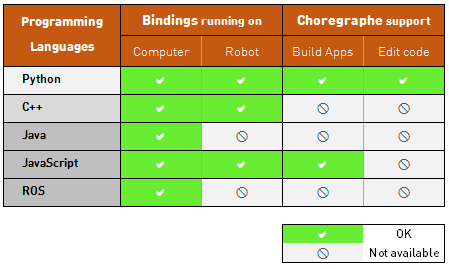 Programming Languages
Bindings running on
Choregraphe support
Computer
Robot
Build Apps
Edit code
Python
C++
Java
JavaScript
ROS
OK
Not available